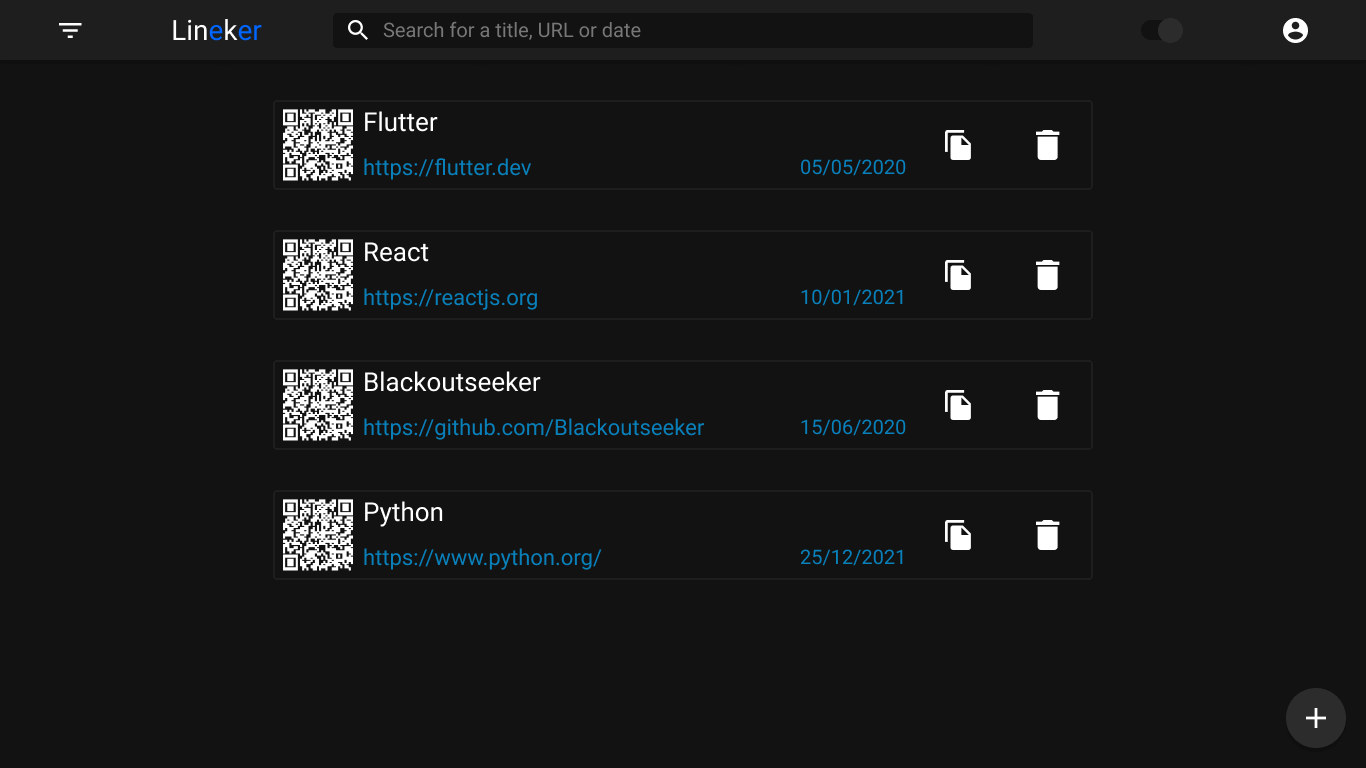 Lineker
Search for a title, URL or date
Flutter
https://flutter.dev 05/05/2020
React
https://reactjs.org 10/01/2021
Blackoutseeker
https://github.com/Blackoutseeker 15/06/2020
Python
https://www.python.org/ 25/12/2021